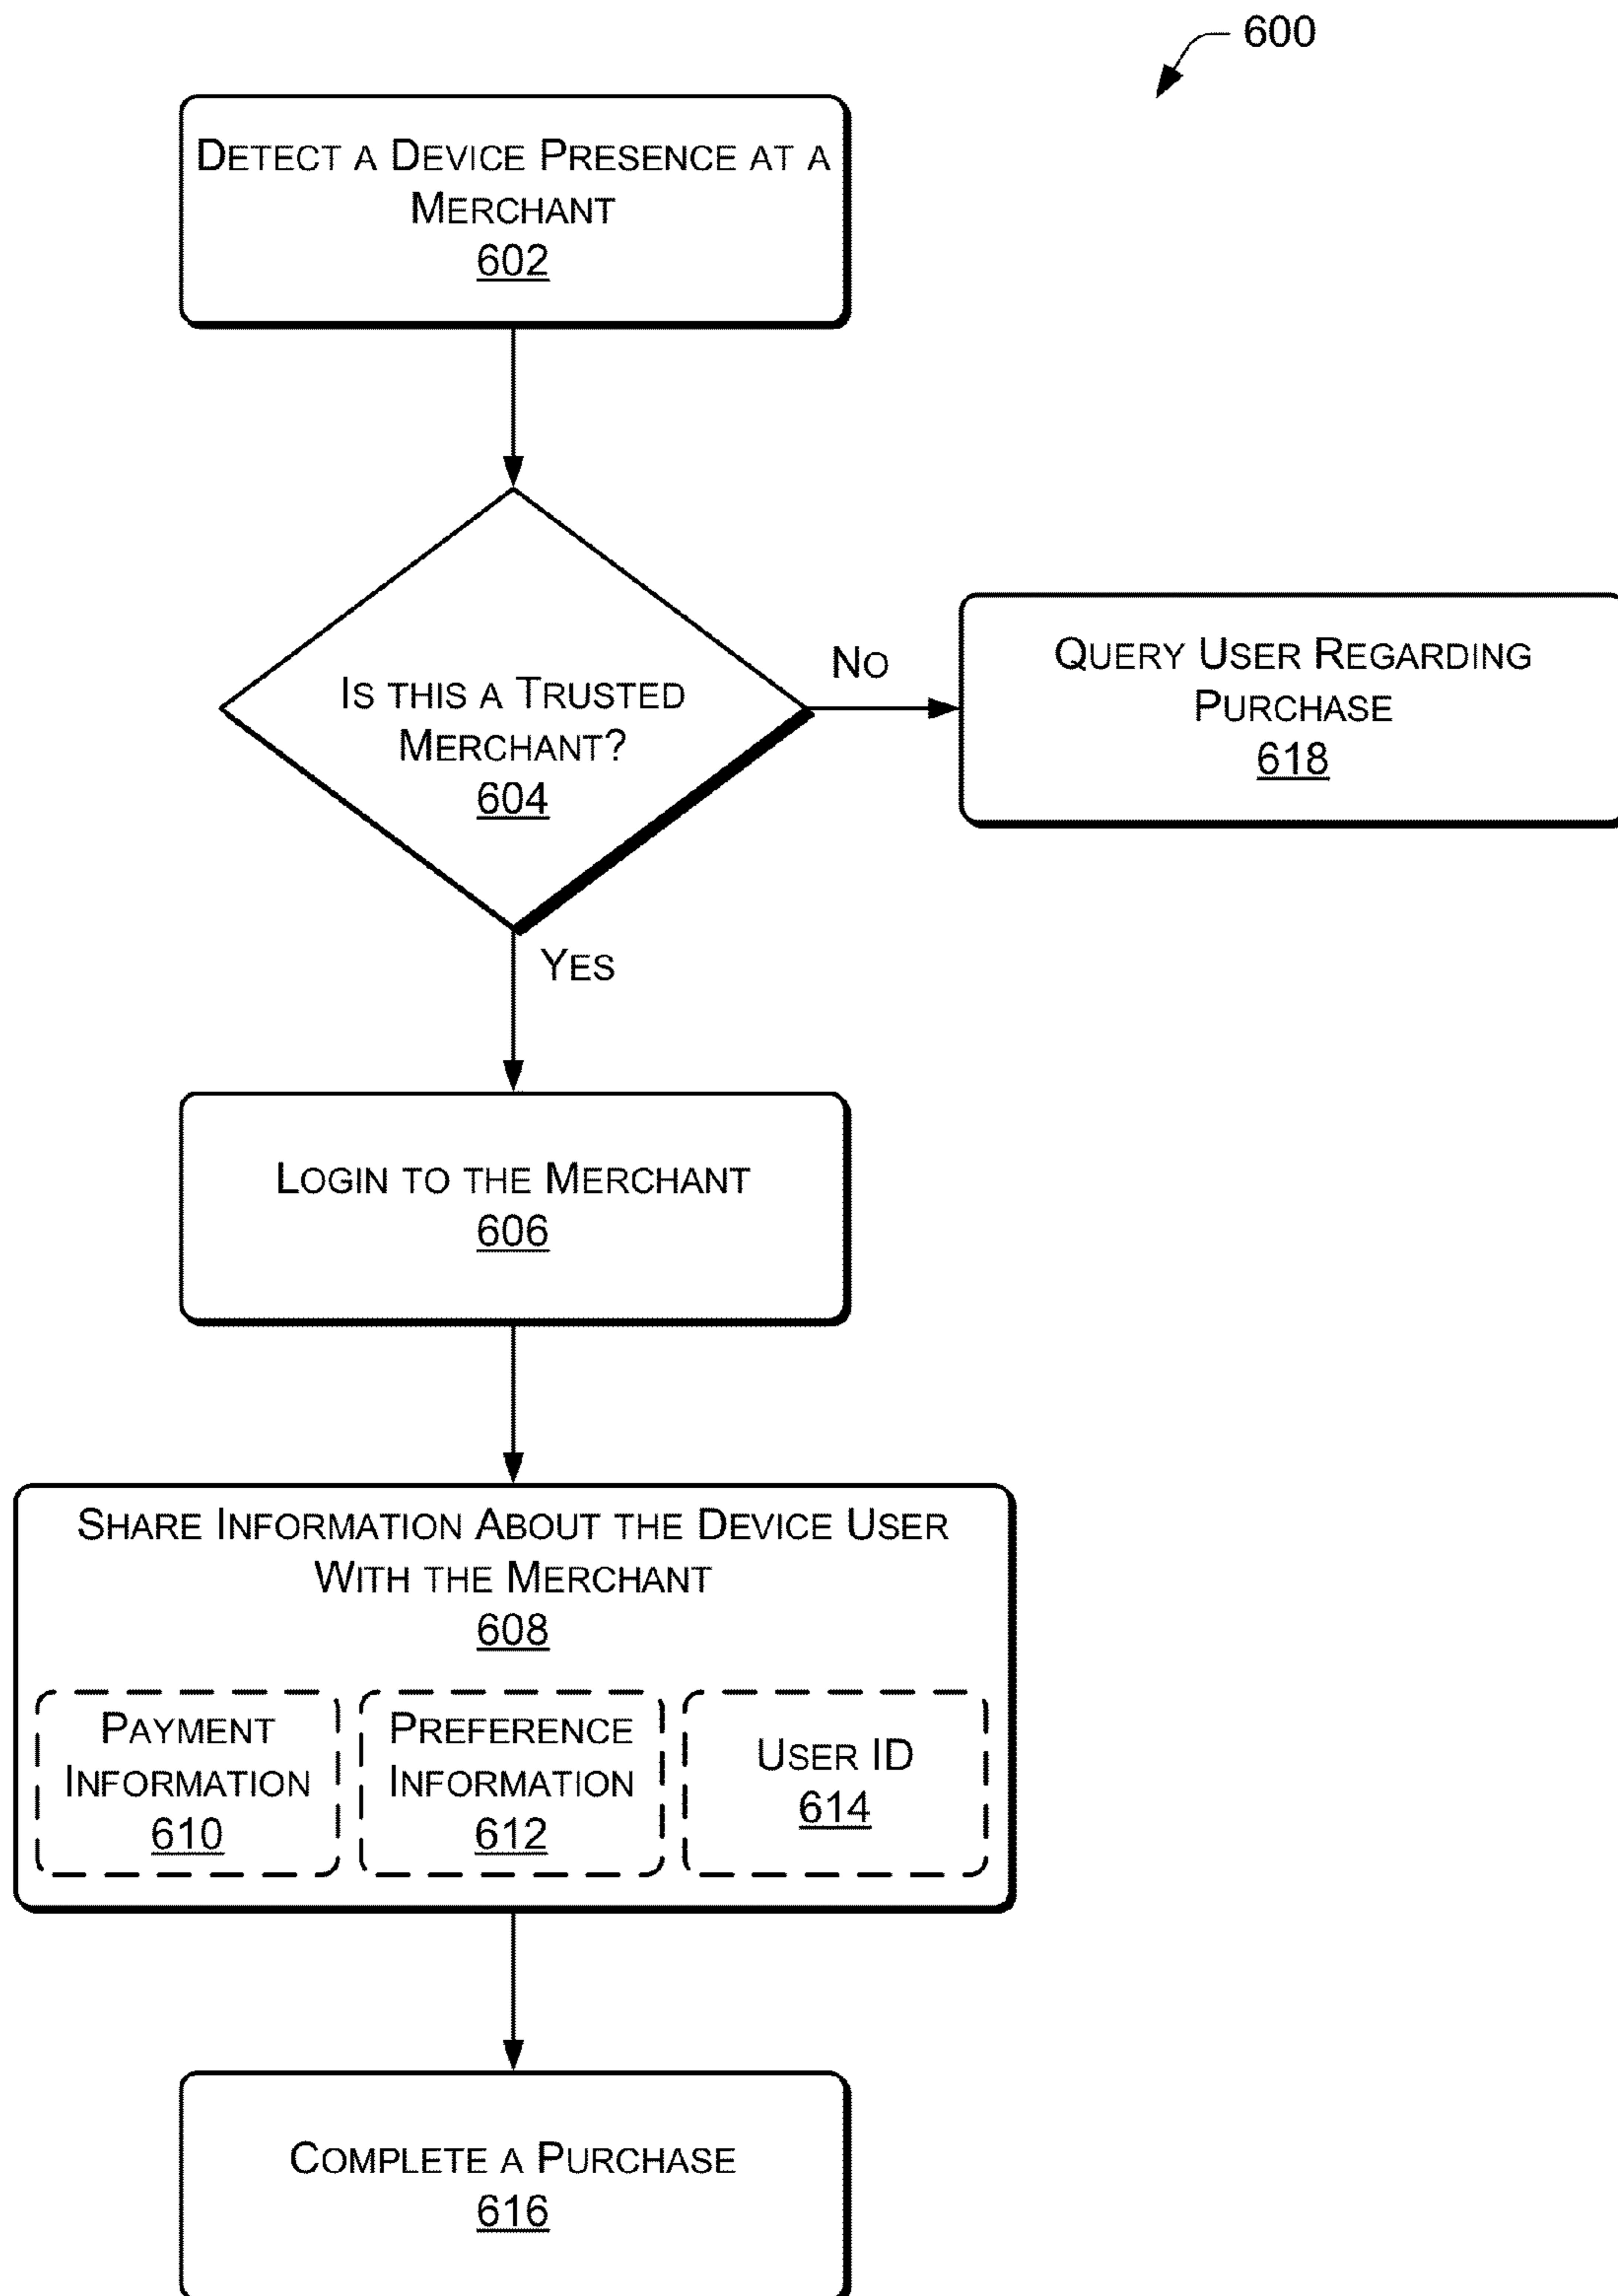 600
DETECT A DEVICE PRESENCE AT A
MERCHANT
602
IS THIS A TRUSTED
MERCHANT?
604
NO
QUERY USER REGARDING
PURCHASE
618
YES
LOGIN TO THE MERCHANT
606
SHARE INFORMATION ABOUT THE DEVICE USER
WITH THE MERCHANT
608
PAYMENT
INFORMATION
610
PREFERENCE
INFORMATION
612
USER ID
614
COMPLETE A PURCHASE
616